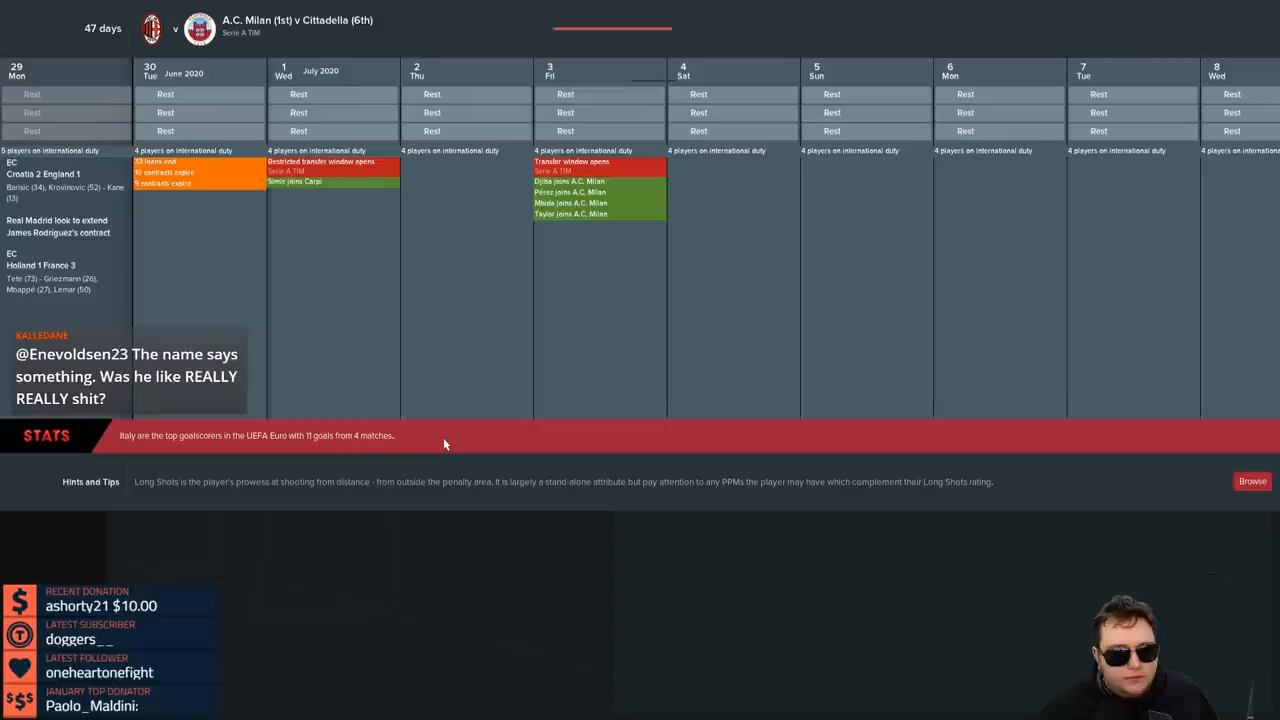 47 days
v
A.C. Milan (1st) v Cittadella (6th)
Serie A TIM
29
Mon
30
Tue June 2020
1
Wed July 2020
2
Thu
3
Fri
4
Sat
5
Sun
6
Mon
7
Tue
8
Wed
Rest Rest Rest Rest Rest Rest Rest Rest Rest Rest
Rest Rest Rest Rest Rest Rest Rest Rest Rest Rest
Rest Rest Rest Rest Rest Rest Rest Rest Rest Rest
5 players on international duty
4 players on international duty
4 players on international duty
4 players on international duty
4 players on international duty
4 players on international duty
4 players on international duty
4 players on international duty
4 players on international duty
4 players on internationa
EC
Croatia 2 England 1
Barisic (34), Krovinovic (52) - Kane
(13)
Real Madrid look to extend
James Rodríguez's contract
EC
Holland 1 France 3
Tete (73) - Griezmann (26),
Mbappé (27), Lemar (50)
33 loans end
10 contracts expire
9 contracts expire
Restricted transfer window opens
Serie A TIM
Simic joins Carpi
Transfer window opens
Serie A TIM
Djiba joins A.C. Milan
Pérez joins A.C. Milan
Mbida joins A.C. Milan
Taylor joins A.C. Milan
KALLEDANE
@Enevoldsen23 The name says
something. Was he like REALLY
REALLY shit?
STATS
Italy are the top goalscorers in the UEFA Euro with 11 goals from 4 matches.
Hints and Tips
Long Shots is the player's prowess at shooting from distance - from outside the penalty area. It is largely a stand-alone attribute but pay attention to any PPMs the player may have which complement their Long Shots rating.
Browse
RECENT DONATION
ashorty21 $10.00
LATEST SUBSCRIBER
doggers__
LATEST FOLLOWER
oneheartonefight
JANUARY TOP DONATOR
Paolo_Maldini: